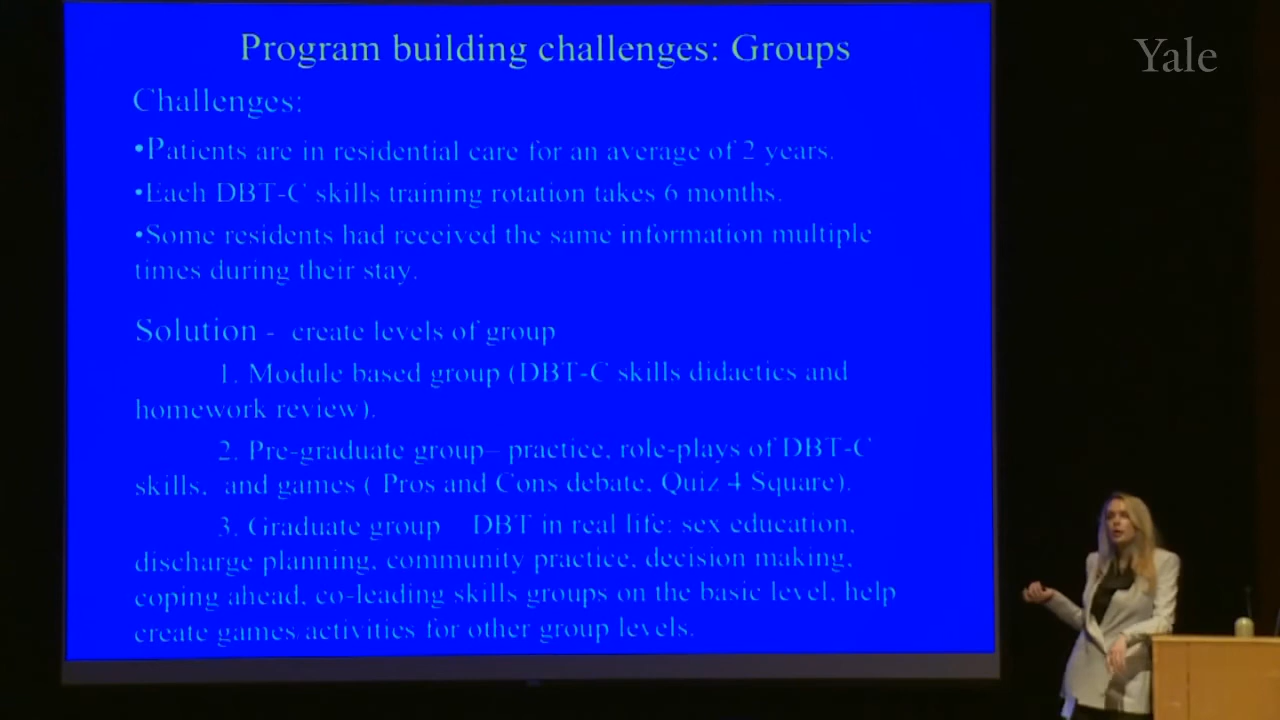 Program building challenges: Groups
Yale
Challenges:
•Patients are in residential care for an average of 2 years.
•Each DBT-C skills training rotation takes 6 months.
•Some residents had received the same information multiple
times during their stay.
Solution - create levels of group
1. Module based group (DBT-C skills didactics and
homework review).
2. Pre-graduate group– practice, role-plays of DBT-C
skills, and games ( Pros and Cons debate, Quiz 4 Square).
3. Graduate group DBT in real life: sex education,
discharge planning, community practice, decision making,
coping ahead, co-leading skills groups on the basic level, help
create games activities for other group levels.